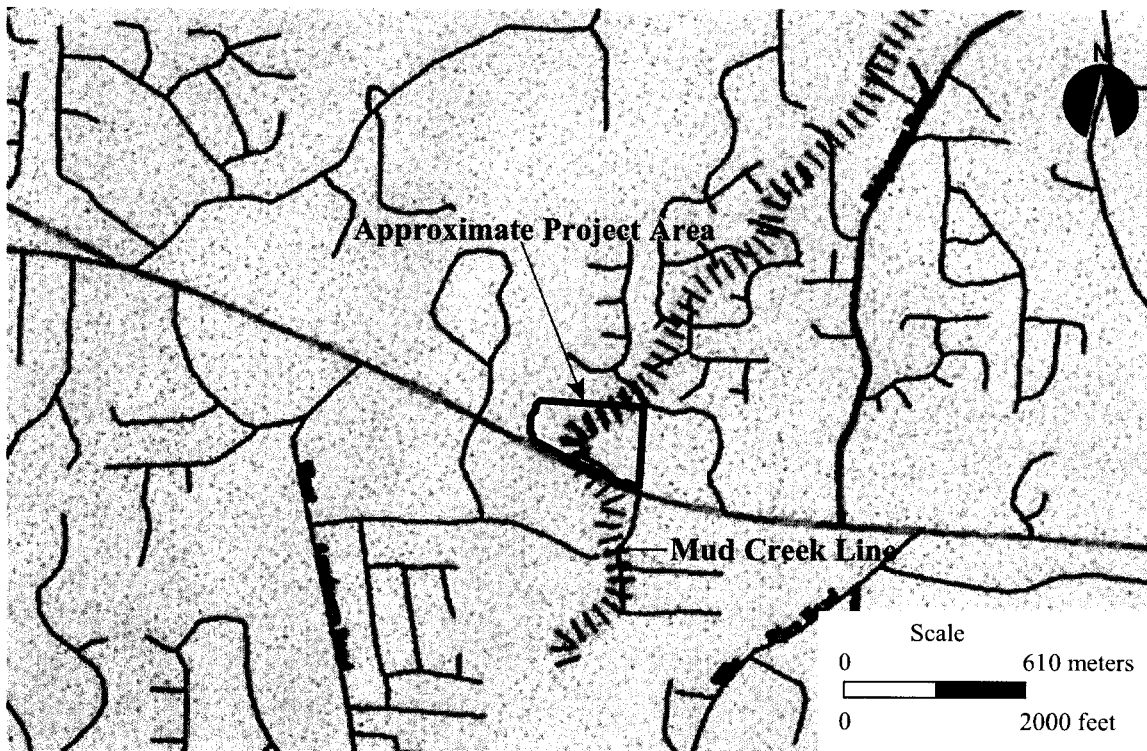 N
Approximate Project Area
Mud Creek Line
Scale
0 610 meters
0 2000 feet